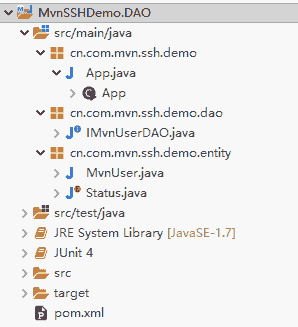 MvnSSHDemo.DAO
src/main/java
cn.com.mvn.ssh.demo
App.java
App
cn.com.mvn.ssh.demo.dao
IMvnUserDAO.java
cn.com.mvn.ssh.demo.entity
MvnUser.java
Status.java
src/test/java
JRE System Library [JavaSE-1.7]
JUnit 4
src
target
pom.xml